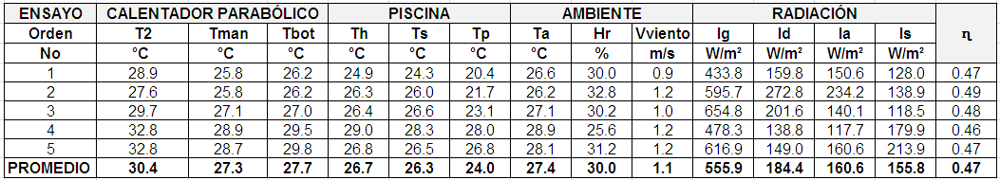 ENSAYO CALENTADOR PARABÓLICO PISCINA AMBIENTE RADIACIÓN η
Orden T2 Tman Tbot Th Ts Tp Ta Hr Vviento Ig Id Ia Is
No °C °C °C °C °C °C °C % m/s W/m² W/m² W/m² W/m²
1 28.9 25.8 26.2 24.9 24.3 20.4 26.6 30.0 0.9 433.8 159.8 150.6 128.0 0.47
2 27.6 25.8 26.2 26.3 26.0 21.7 26.2 32.8 1.2 595.7 272.8 234.2 138.9 0.49
3 29.7 27.1 27.0 26.4 26.6 23.1 27.1 30.2 1.0 654.8 201.6 140.1 118.5 0.48
4 32.8 28.9 29.5 29.0 28.3 28.0 28.9 25.6 1.2 478.3 138.8 117.7 179.9 0.46
5 32.8 28.7 29.8 26.8 26.5 26.8 28.1 31.2 1.2 616.9 149.0 160.6 213.9 0.47
PROMEDIO 30.4 27.3 27.7 26.7 26.3 24.0 27.4 30.0 1.1 555.9 184.4 160.6 155.8 0.47